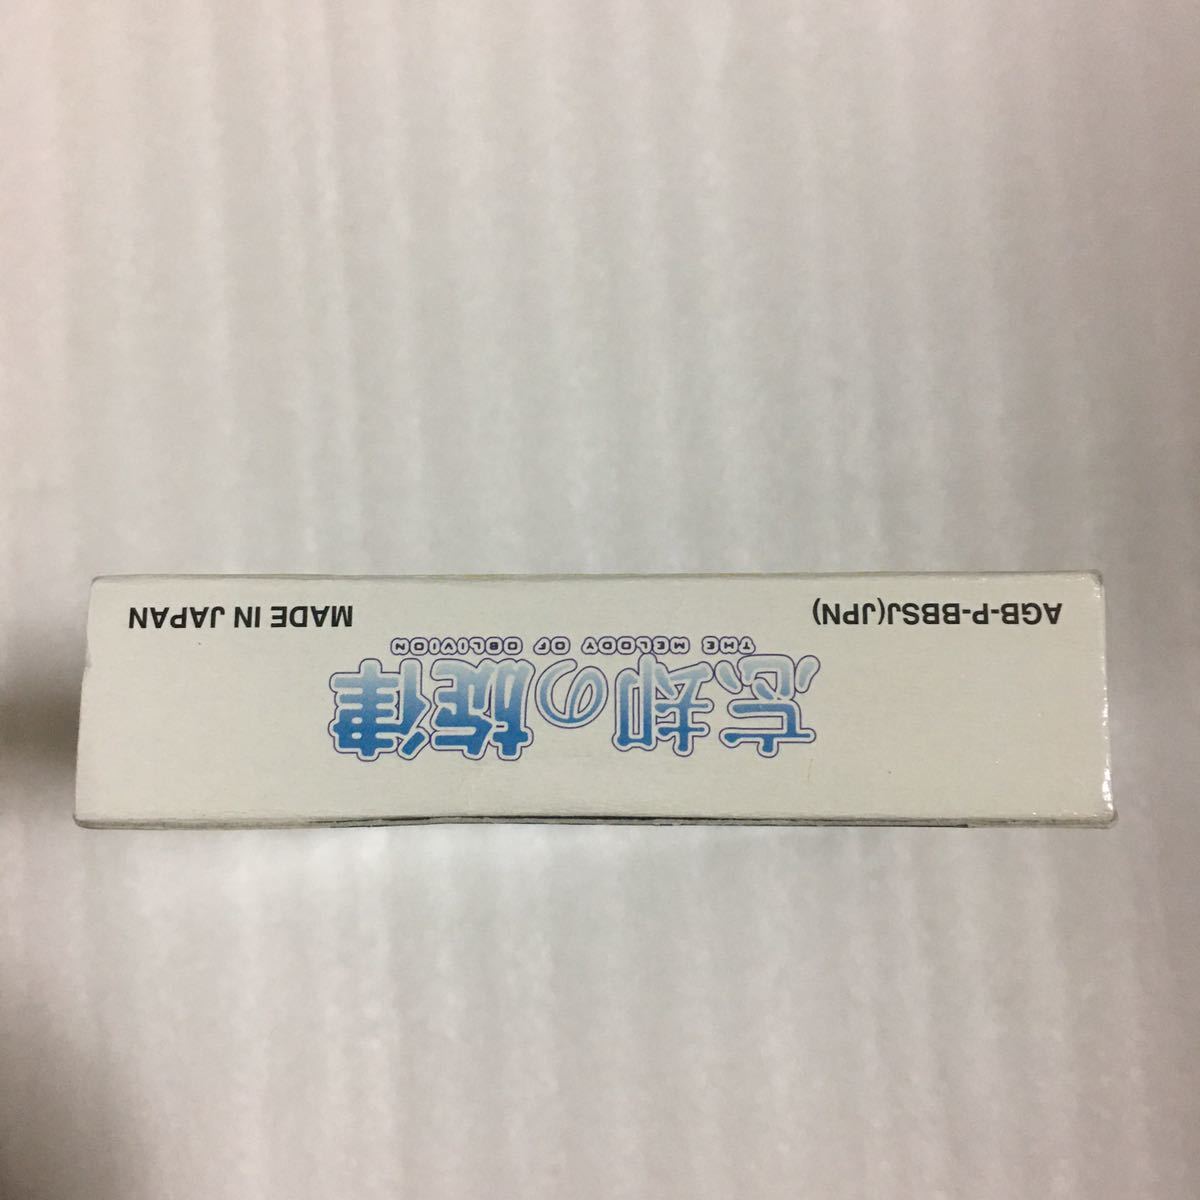 忘却の旋律
THE MELODY OF OBLIVION
AGB-P-BBSJ(JPN)
MADE IN JAPAN